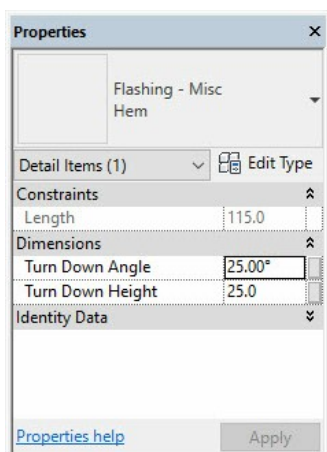 Properties ×
Flashing - Misc
Hem
Detail Items (1) Edit Type
Constraints
Length 115.0
Dimensions
Turn Down Angle 25.00°
Turn Down Height 25.0
Identity Data
Properties help Apply